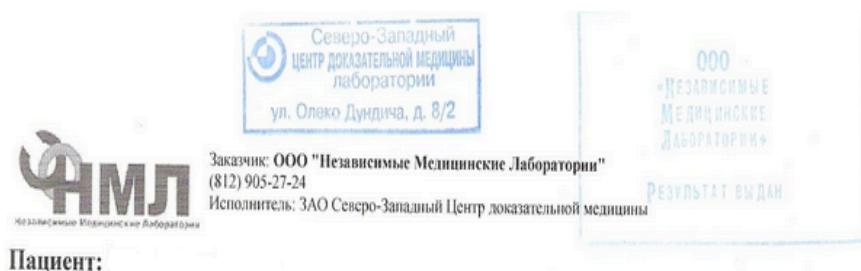 Северо-Западный
ЦЕНТР ДОКАЗАТЕЛЬНОЙ МЕДИЦИНЫ
лаборатории
ул. Олеко Дундича, д. 8/2
ООО
«НЕЗАВИСИМЫЕ
МЕДИЦИНСКИЕ
ЛАБОРАТОРИИ»
РЕЗУЛЬТАТ ВЫДАН
НМЛ
Независимые Медицинские Лаборатории
Заказчик: ООО "Независимые Медицинские Лаборатории"
(812) 905-27-24
Исполнитель: ЗАО Северо-Западный Центр доказательной медицины
Пациент: